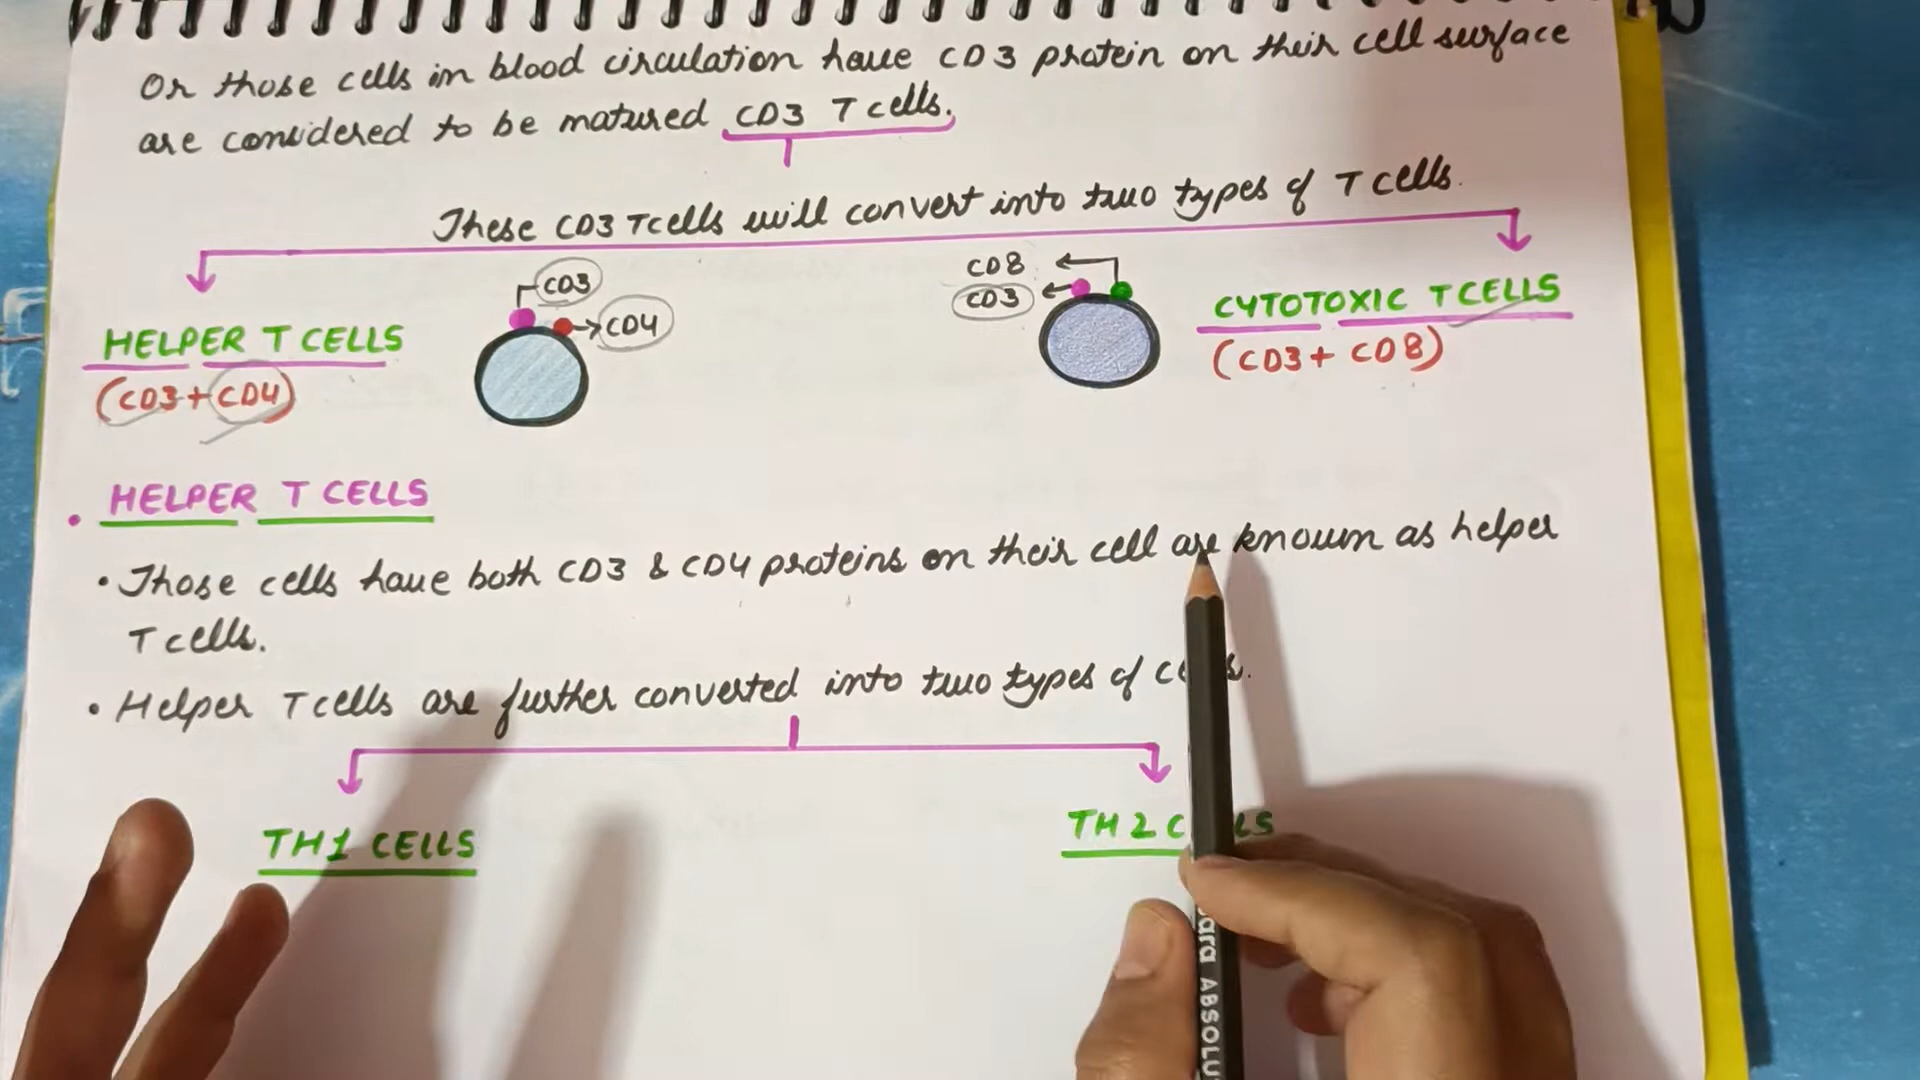 Or those cells in blood circulation have CD3 protein on their cell surface
are considered to be matured CD3 T cells.
These CD3 T cells will convert into two types of T cells.
HELPER T CELLS
(CD3+CD4)
CD3
CD4
CD8
CD3
CYTOTOXIC T CELLS
(CD3+ CD8)
• HELPER T CELLS
• Those cells have both CD3 & CD4 proteins on their cell are known as helper
T cells.
• Helper T cells are further converted into two types of
TH1 CELLS
TH2
ABSOLU